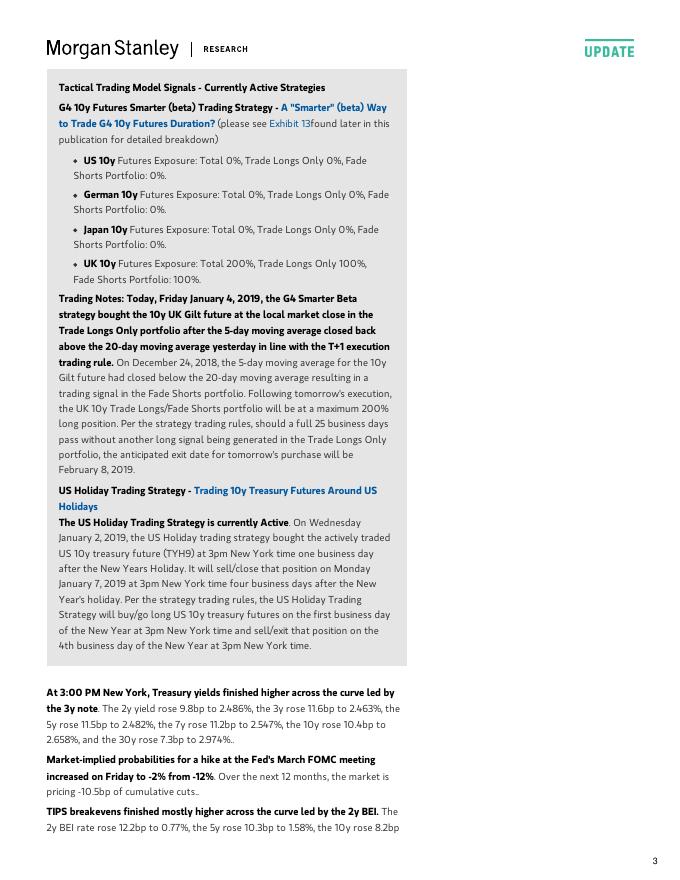 Morgan Stanley | RESEARCH
UPDATE
Tactical Trading Model Signals - Currently Active Strategies
G4 10y Futures Smarter (beta) Trading Strategy - A "Smarter" (beta) Way
to Trade G4 10y Futures Duration? (please see Exhibit 13found later in this
publication for detailed breakdown)
◆ US 10y Futures Exposure: Total 0%, Trade Longs Only 0%, Fade
Shorts Portfolio: 0%.
◆ German 10y Futures Exposure: Total 0%, Trade Longs Only 0%, Fade
Shorts Portfolio: 0%.
◆ Japan 10y Futures Exposure: Total 0%, Trade Longs Only 0%, Fade
Shorts Portfolio: 0%.
◆ UK 10y Futures Exposure: Total 200%, Trade Longs Only 100%,
Fade Shorts Portfolio: 100%.
Trading Notes: Today, Friday January 4, 2019, the G4 Smarter Beta
strategy bought the 10y UK Gilt future at the local market close in the
Trade Longs Only portfolio after the 5-day moving average closed back
above the 20-day moving average yesterday in line with the T+1 execution
trading rule. On December 24, 2018, the 5-day moving average for the 10y
Gilt future had closed below the 20-day moving average resulting in a
trading signal in the Fade Shorts portfolio. Following tomorrow's execution,
the UK 10y Trade Longs/Fade Shorts portfolio will be at a maximum 200%
long position. Per the strategy trading rules, should a full 25 business days
pass without another long signal being generated in the Trade Longs Only
portfolio, the anticipated exit date for tomorrow's purchase will be
February 8, 2019.
US Holiday Trading Strategy - Trading 10y Treasury Futures Around US
Holidays
The US Holiday Trading Strategy is currently Active. On Wednesday
January 2, 2019, the US Holiday trading strategy bought the actively traded
US 10y treasury future (TYH9) at 3pm New York time one business day
after the New Years Holiday. It will sell/close that position on Monday
January 7, 2019 at 3pm New York time four business days after the New
Year's holiday. Per the strategy trading rules, the US Holiday Trading
Strategy will buy/go long US 10y treasury futures on the first business day
of the New Year at 3pm New York time and sell/exit that position on the
4th business day of the New Year at 3pm New York time.
At 3:00 PM New York, Treasury yields finished higher across the curve led by
the 3y note. The 2y yield rose 9.8bp to 2.486%, the 3y rose 11.6bp to 2.463%, the
5y rose 11.5bp to 2.482%, the 7y rose 11.2bp to 2.547%, the 10y rose 10.4bp to
2.658%, and the 30y rose 7.3bp to 2.974%..
Market-implied probabilities for a hike at the Fed's March FOMC meeting
increased on Friday to -2% from -12%. Over the next 12 months, the market is
pricing -10.5bp of cumulative cuts..
TIPS breakevens finished mostly higher across the curve led by the 2y BEI. The
2y BEI rate rose 12.2bp to 0.77%, the 5y rose 10.3bp to 1.58%, the 10y rose 8.2bp
3